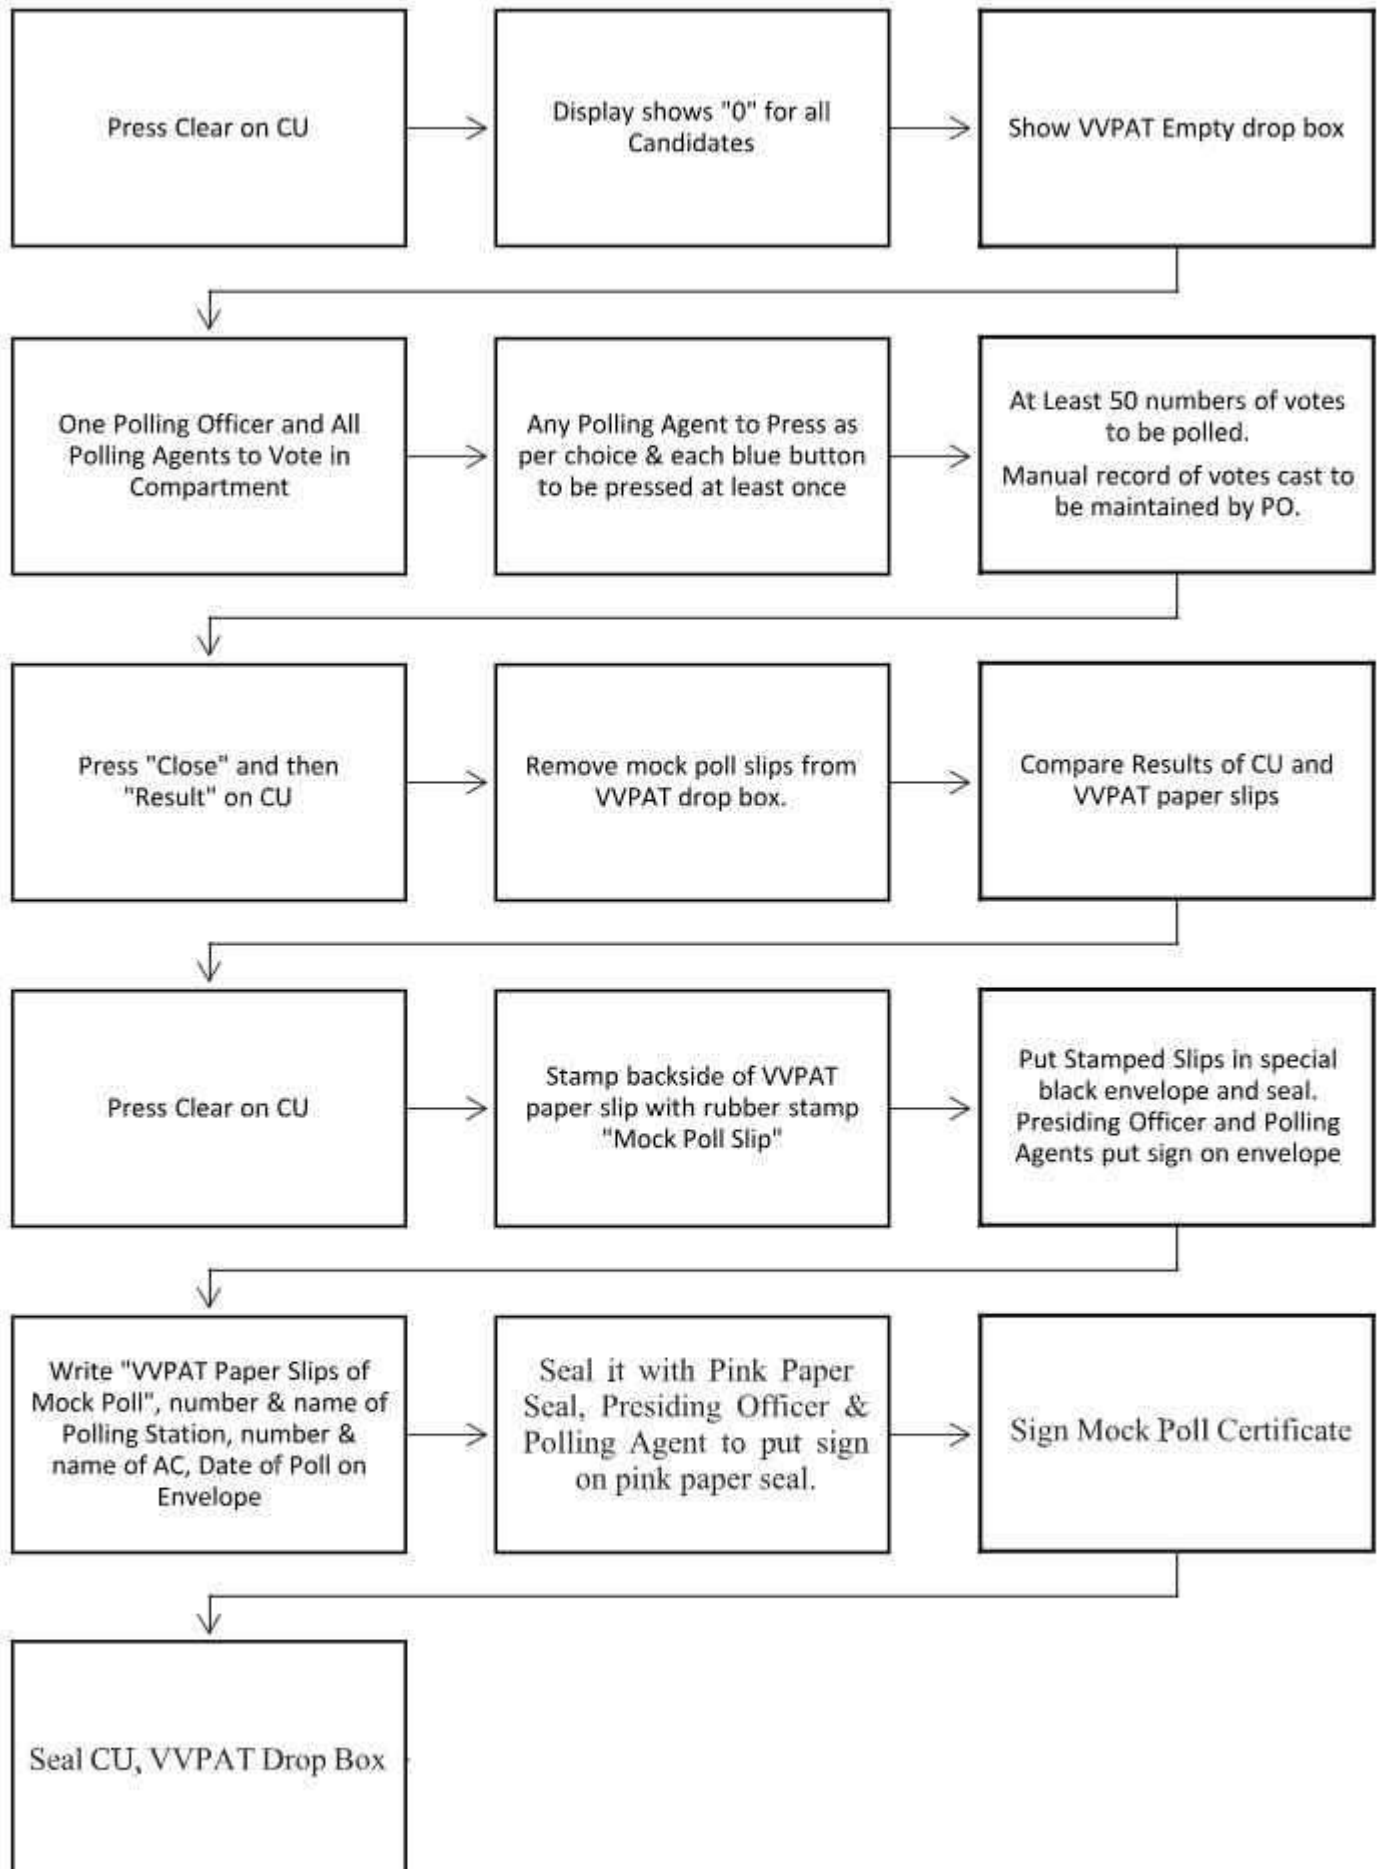 Press Clear on CU
Display shows "0" for all
Candidates
Show VVPAT Empty drop box
One Polling Officer and All
Polling Agents to Vote in
Compartment
Any Polling Agent to Press as
per choice & each blue button
to be pressed at least once
At Least 50 numbers of votes
to be polled.
Manual record of votes cast to
be maintained by PO.
Press "Close" and then
"Result" on CU
Remove mock poll slips from
VVPAT drop box.
Compare Results of CU and
VVPAT paper slips
Press Clear on CU
Stamp backside of VVPAT
paper slip with rubber stamp
"Mock Poll Slip"
Put Stamped Slips in special
black envelope and seal.
Presiding Officer and Polling
Agents put sign on envelope
Write "VVPAT Paper Slips of
Mock Poll", number & name of
Polling Station, number &
name of AC, Date of Poll on
Envelope
Seal it with Pink Paper
Seal, Presiding Officer &
Polling Agent to put sign
on pink paper seal.
Sign Mock Poll Certificate
Seal CU, VVPAT Drop Box